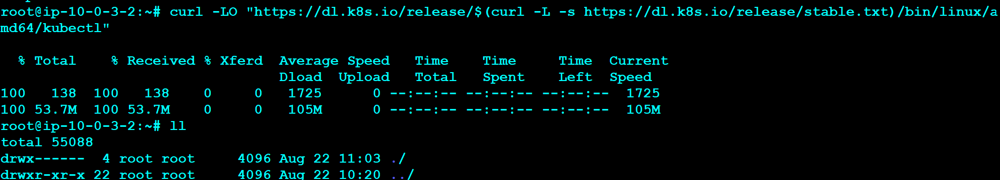 root@ip-10-0-3-2:~# curl -LO "https://dl.k8s.io/release/$(curl -L -s https://dl.k8s.io/release/stable.txt)/bin/linux/a
md64/kubectl"
  % Total    % Received % Xferd  Average Speed   Time    Time     Time  Current
                                 Dload  Upload   Total   Spent    Left  Speed
100   138  100   138    0     0   1725      0 --:--:-- --:--:-- --:--:--  1725
100 53.7M  100 53.7M    0     0   105M      0 --:--:-- --:--:-- --:--:--  105M
root@ip-10-0-3-2:~# ll
total 55088
drwx------  4 root root     4096 Aug 22 11:03 ./
drwxr-xr-x 22 root root     4096 Aug 22 10:20 ../